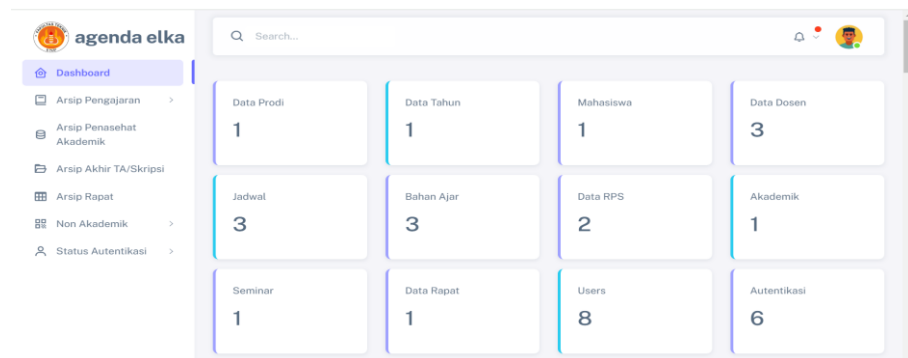 agenda elka
Search...
Dashboard
Arsip Pengajaran
Arsip Penasehat
Akademik
Arsip Akhir TA/Skripsi
Arsip Rapat
Non Akademik
Status Autentikasi
Data Prodi
1
Data Tahun
1
Mahasiswa
1
Data Dosen
3
Jadwal
3
Bahan Ajar
3
Data RPS
2
Akademik
1
Seminar
1
Data Rapat
1
Users
8
Autentikasi
6